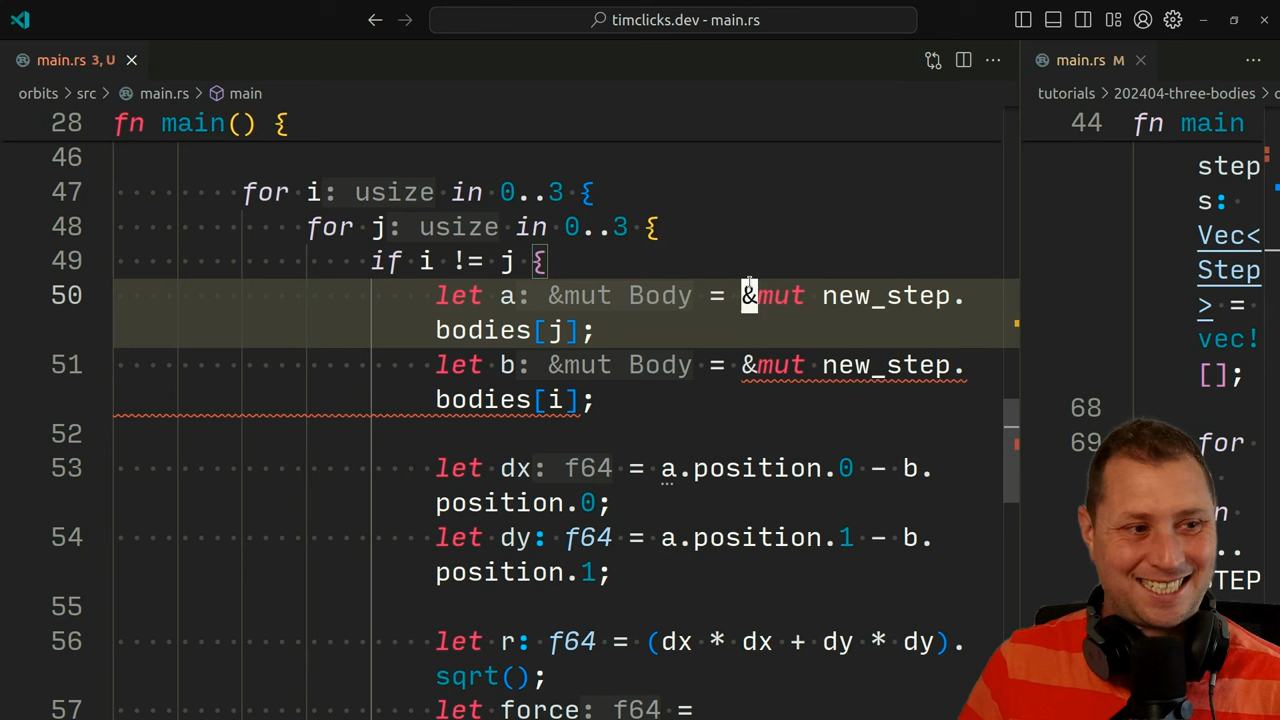 timclicks.dev - main.rs
main.rs 3, U
main.rs M
orbits > src > main.rs > main
tutorials > 202404-three-bodies >
28 fn main() {
46
47 for i: usize in 0..3 {
48 for j: usize in 0..3 {
49 if i != j {
50 let a: &mut Body = &mut new_step.
bodies[j];
51 let b: &mut Body = &mut new_step.
bodies[i];
52
53 let dx: f64 = a.position.0 - b.
position.0;
54 let dy: f64 = a.position.1 - b.
position.1;
55
56 let r: f64 = (dx * dx + dy * dy).
sqrt();
57 let force: f64 =
44 fn main
step
s:
Vec<
Step
> =
vec!
[];
68
69 for
..
STEP